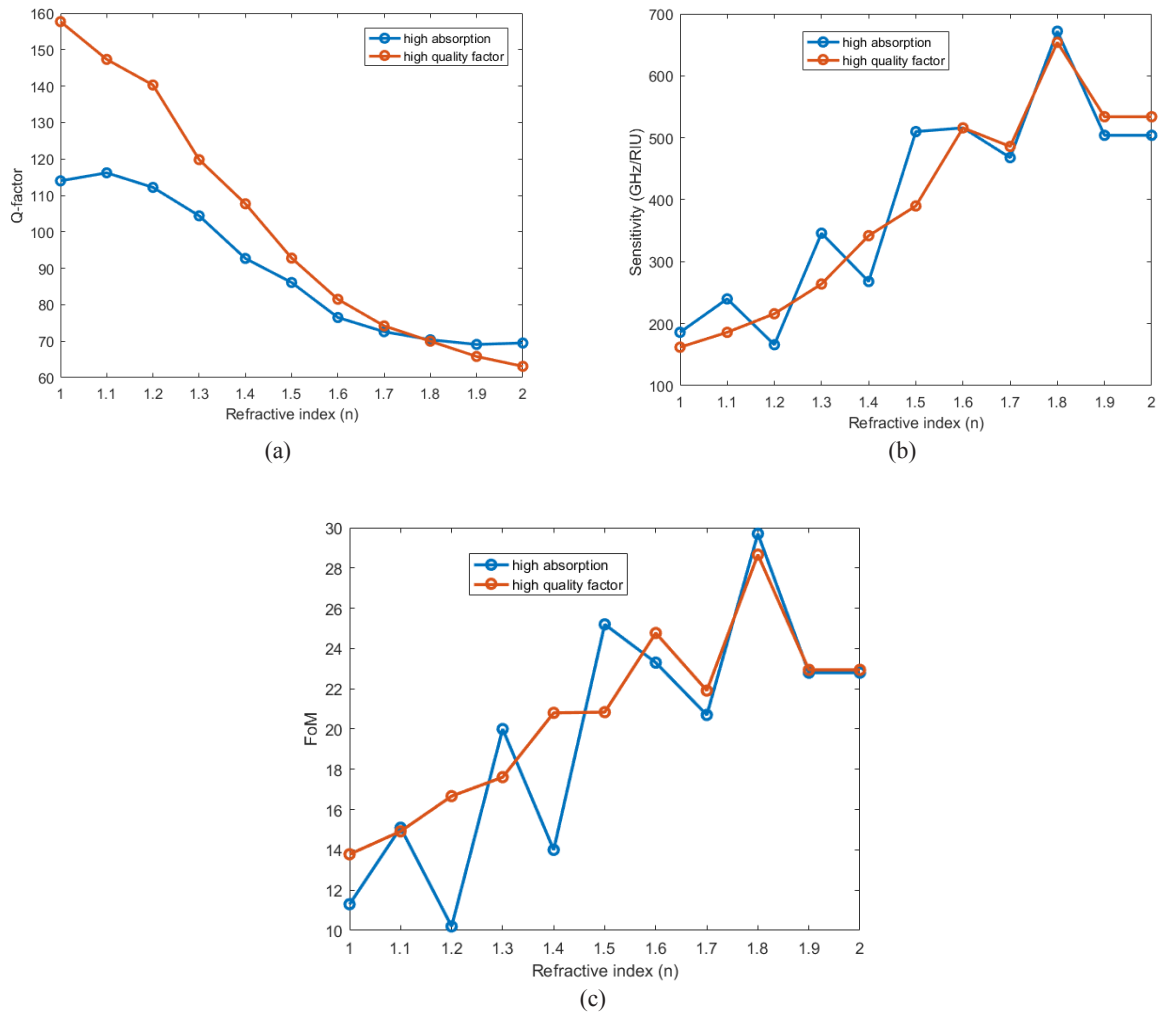 160
150
140
130
120
110
100
90
80
70
60
Q-factor
high absorption
high quality factor
1 1.1 1.2 1.3 1.4 1.5 1.6 1.7 1.8 1.9 2
Refractive index (n)
(a)
700
600
500
400
300
200
100
Sensitivity (GHz/RIU)
high absorption
high quality factor
1 1.1 1.2 1.3 1.4 1.5 1.6 1.7 1.8 1.9 2
Refractive index (n)
(b)
30
28
26
24
22
20
18
16
14
12
10
FoM
high absorption
high quality factor
1 1.1 1.2 1.3 1.4 1.5 1.6 1.7 1.8 1.9 2
Refractive index (n)
(c)